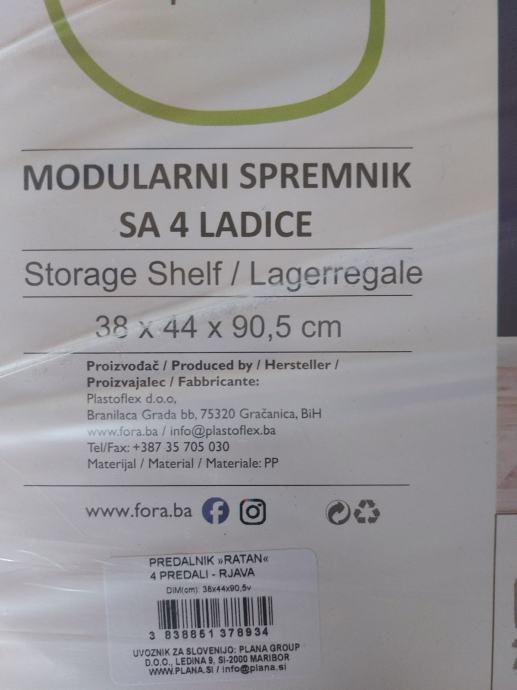 MODULARNI SPREMNIK
SA 4 LADICE
Storage Shelf / Lagerregale
38 x 44 x 90,5 cm
Proizvođač / Produced by / Hersteller /
Proizvajalec / Fabbricante:
Plastoflex d.o.o,
Branilaca Grada bb, 75320 Gračanica, BiH
www.fora.ba / info@plastoflex.ba
Tel/Fax: +387 35 705 030
Materijal / Material / Materiale: PP
www.fora.ba
PREDALNIK »RATAN«
4 PREDALI - RJAVA
DIM(cm): 38x44x90,5v
3 838851 378934
UVOZNIK ZA SLOVENIJO: PLANA GROUP
D.O.O., LEDINA 9, SI-2000 MARIBOR
WWW.PLANA.SI / info@plana.si